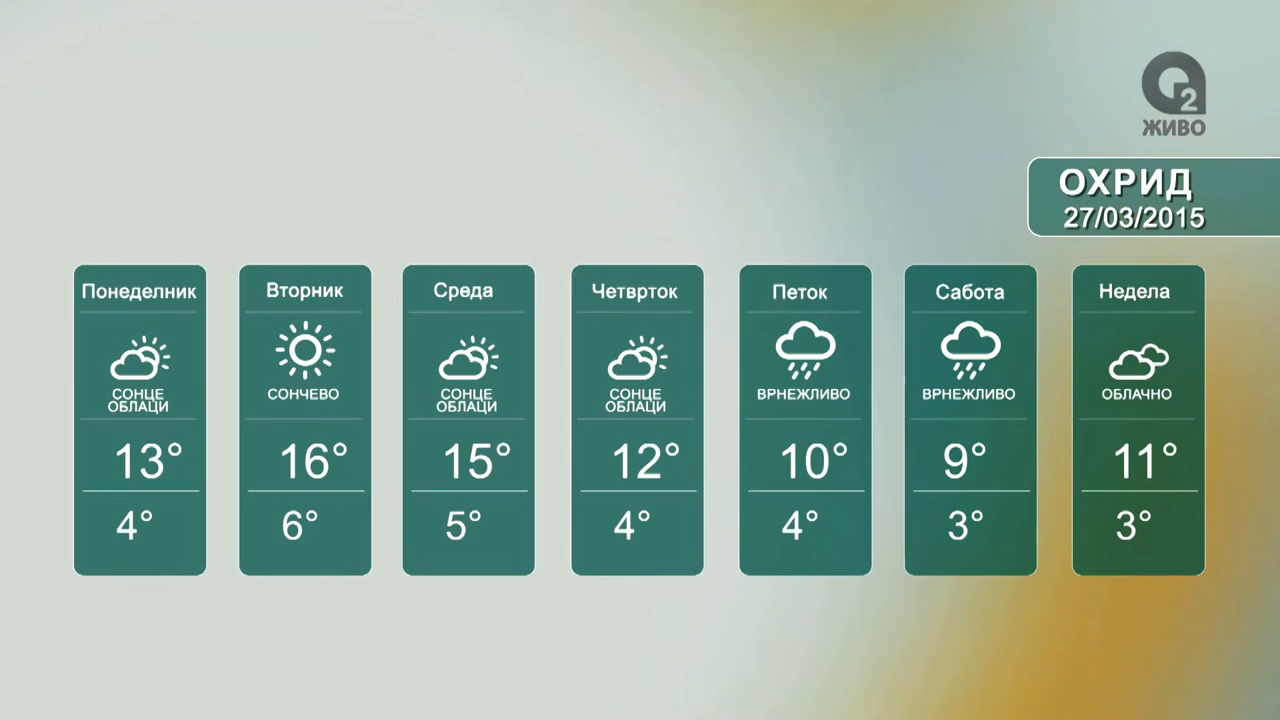 2
ЖИВО
ОХРИД
27/03/2015
Понеделник
СОНЦЕ
ОБЛАЦИ
13°
4°
Вторник
СОНЧЕВО
16°
6°
Среда
СОНЦЕ
ОБЛАЦИ
15°
5°
Четврток
СОНЦЕ
ОБЛАЦИ
12°
4°
Петок
ВРНЕЖЛИВО
10°
4°
Сабота
ВРНЕЖЛИВО
9°
3°
Недела
ОБЛАЧНО
11°
3°